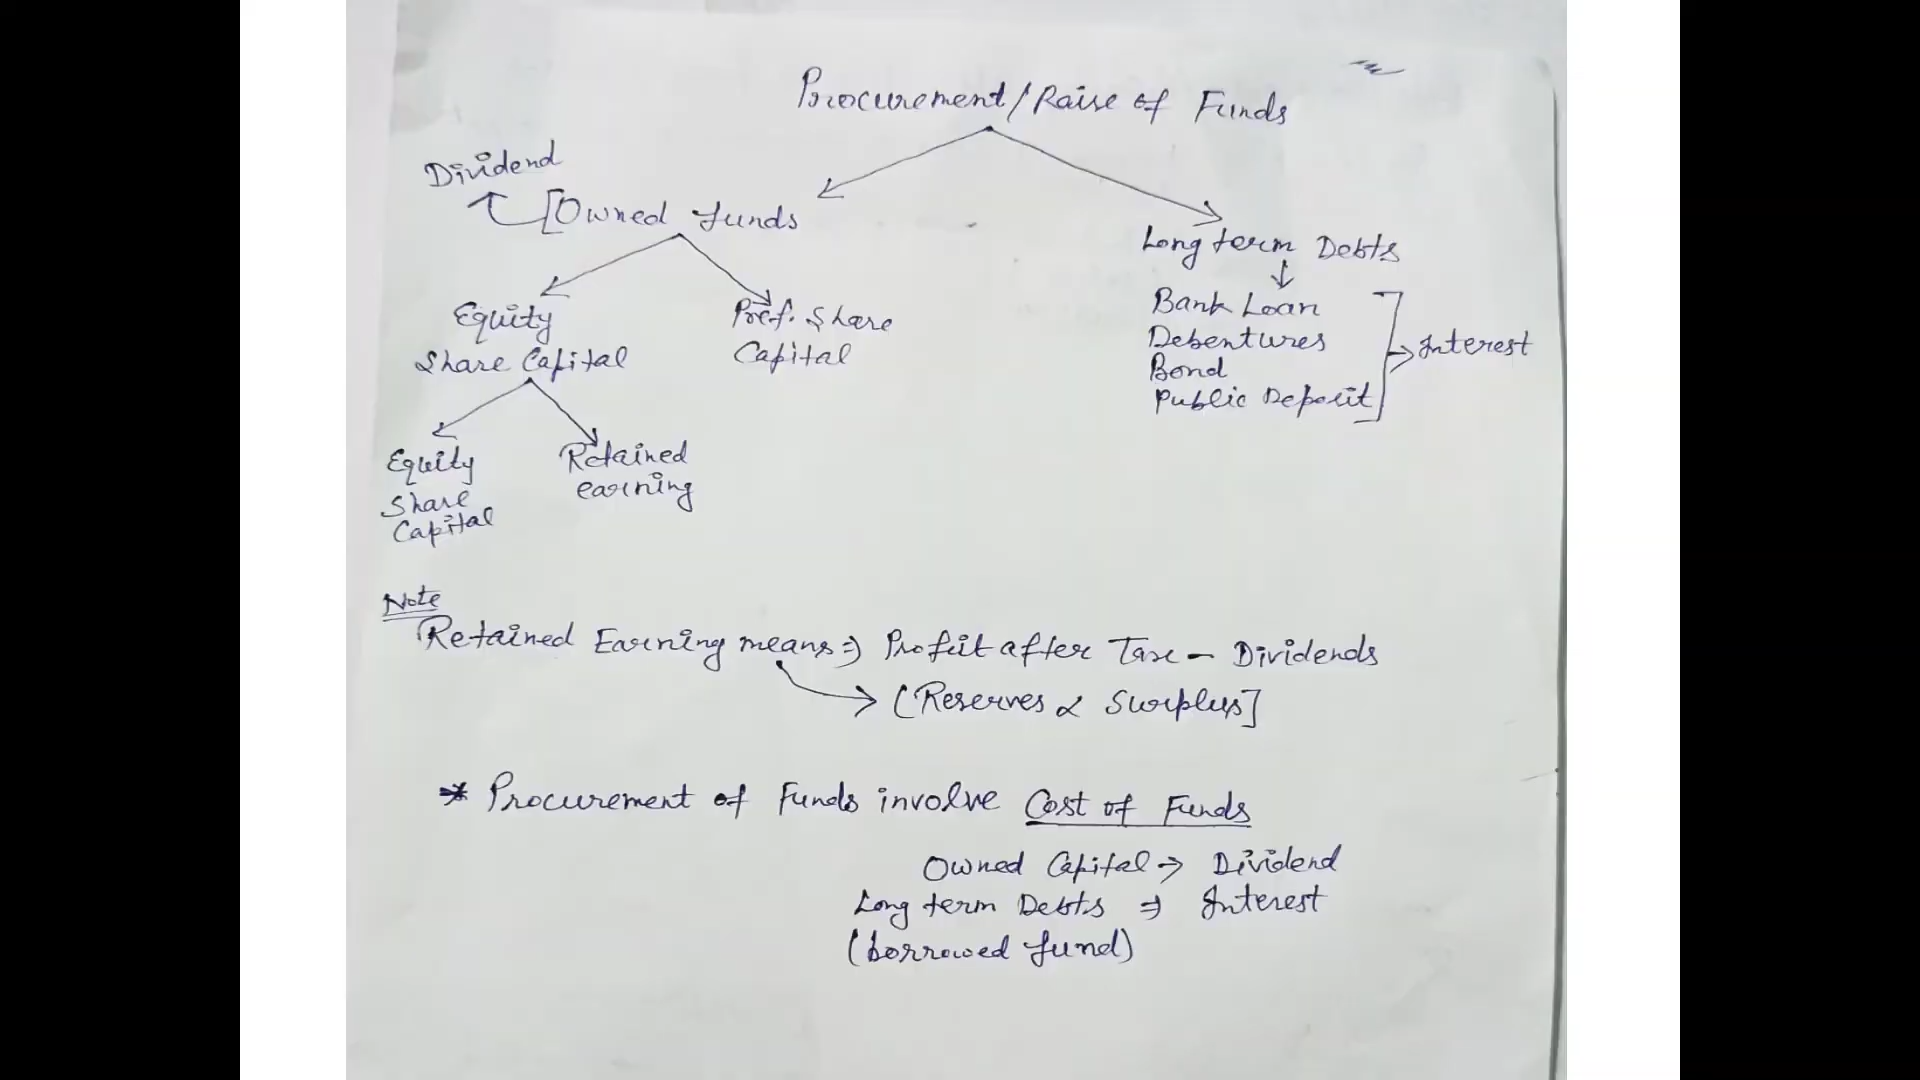 Procurement/Raise of Funds
Dividend
[Owned funds
Long term Debts
Equity
Share Capital
Pref. Share
Capital
Bank Loan
Debentures
Bond
Public Deposit
Interest
Equity
Share
Capital
Retained
earning
Note
Retained Earning means ⇒ Profit after Tax - Dividends
[Reserves & Surplus]
* Procurement of Funds involve Cost of Funds
Owned Capital → Dividend
Long term Debts ⇒ Interest
(borrowed fund)